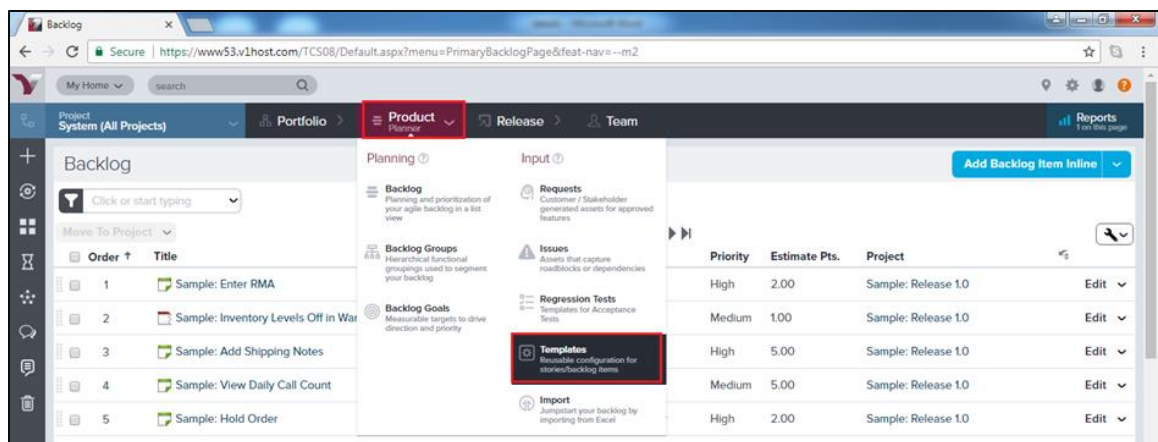 Backlog
Secure | https://www53.v1host.com/TCS08/Default.aspx?menu=PrimaryBacklogPage&feat-nav=--m2
My Home
search
Project
System (All Projects)
Portfolio
Product
Planner
Release
Team
Reports
1 on this page
Backlog
Add Backlog Item Inline
Click or start typing
Move To Project
Planning
Backlog
Planning and prioritization of
your agile backlog in a list
view
Backlog Groups
Hierarchical functional
groupings used to segment
your backlog
Backlog Goals
Measurable targets to drive
direction and priority
Input
Requests
Customer / Stakeholder
generated assets for approved
features
Issues
Assets that capture
roadblocks or dependencies
Regression Tests
Templates for Acceptance
Tests
Templates
Reusable configuration for
stories/backlog items
Import
Jumpstart your backlog by
importing from Excel
Order Title Priority Estimate Pts. Project
1 Sample: Enter RMA High 2.00 Sample: Release 1.0 Edit
2 Sample: Inventory Levels Off in War Medium 1.00 Sample: Release 1.0 Edit
3 Sample: Add Shipping Notes High 5.00 Sample: Release 1.0 Edit
4 Sample: View Daily Call Count Medium 5.00 Sample: Release 1.0 Edit
5 Sample: Hold Order High 2.00 Sample: Release 1.0 Edit